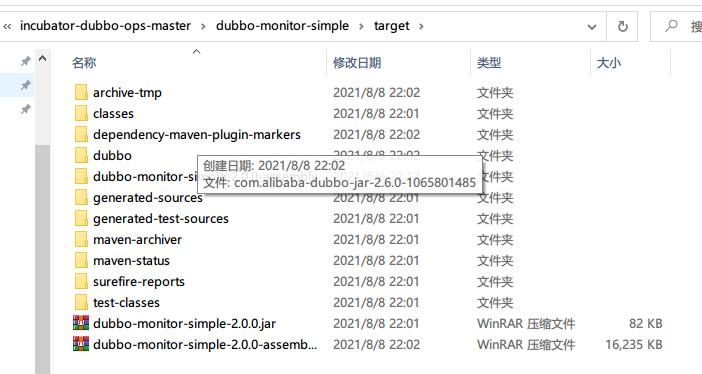 « incubator-dubbo-ops-master > dubbo-monitor-simple > target > 搜
名称 修改日期 类型 大小
archive-tmp 2021/8/8 22:02 文件夹
classes 2021/8/8 22:01 文件夹
dependency-maven-plugin-markers 2021/8/8 22:02 文件夹
dubbo 2021/8/8 22:02 文件夹
创建日期: 2021/8/8 22:02
dubbo-monitor-sim 文件夹
文件: com.alibaba-dubbo-jar-2.6.0-1065801485
generated-sources 2021/8/8 22:01 文件夹
generated-test-sources 2021/8/8 22:01 文件夹
maven-archiver 2021/8/8 22:01 文件夹
maven-status 2021/8/8 22:01 文件夹
surefire-reports 2021/8/8 22:01 文件夹
test-classes 2021/8/8 22:01 文件夹
dubbo-monitor-simple-2.0.0.jar 2021/8/8 22:01 WinRAR 压缩文件 82 KB
dubbo-monitor-simple-2.0.0-assemb... 2021/8/8 22:02 WinRAR 压缩文件 16,235 KB